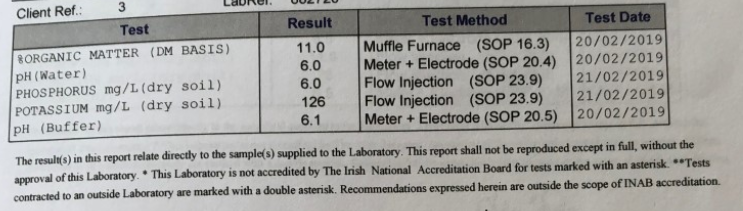 Client Ref.: 3
Test Result Test Method Test Date
%ORGANIC MATTER (DM BASIS) 11.0 Muffle Furnace (SOP 16.3) 20/02/2019
pH(Water) 6.0 Meter + Electrode (SOP 20.4) 20/02/2019
PHOSPHORUS mg/L(dry soil) 6.0 Flow Injection (SOP 23.9) 21/02/2019
POTASSIUM mg/L (dry soil) 126 Flow Injection (SOP 23.9) 21/02/2019
pH (Buffer) 6.1 Meter + Electrode (SOP 20.5) 20/02/2019
The result(s) in this report relate directly to the sample(s) supplied to the Laboratory. This report shall not be reproduced except in full, without the
approval of this Laboratory. * This Laboratory is not accredited by The Irish National Accreditation Board for tests marked with an asterisk. **Tests
contracted to an outside Laboratory are marked with a double asterisk. Recommendations expressed herein are outside the scope of INAB accreditation.